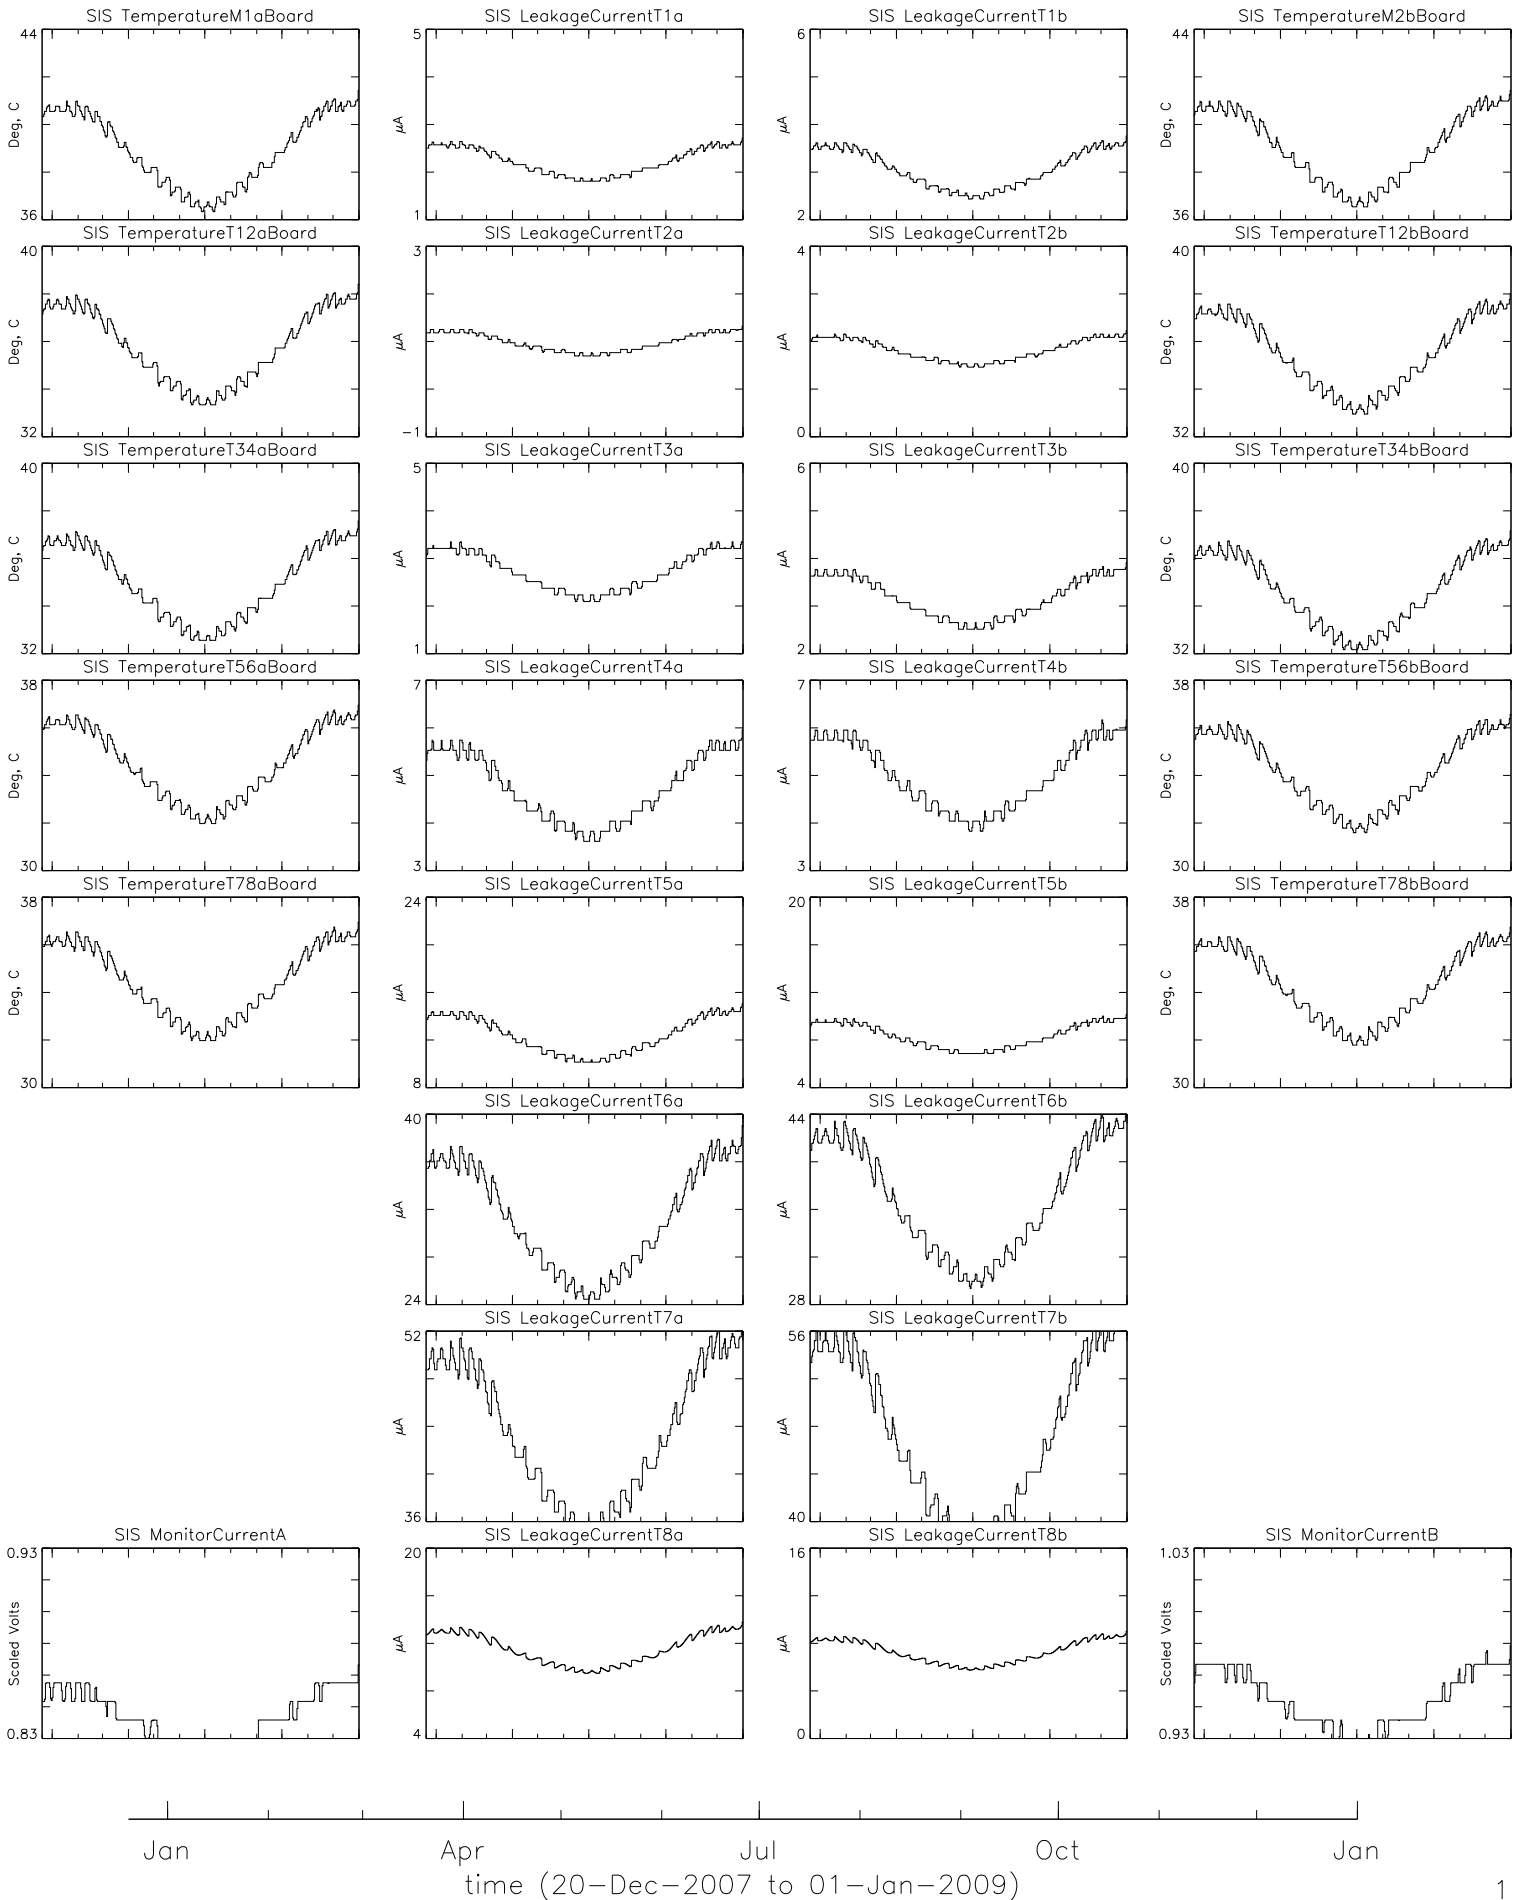 SIS TemperatureM1aBoard
44
Deg, C
36
SIS LeakageCurrentT1a
5
μA
1
SIS LeakageCurrentT1b
6
μA
2
SIS TemperatureM2bBoard
44
Deg, C
36
SIS TemperatureT12aBoard
40
Deg, C
32
SIS LeakageCurrentT2a
3
μA
-1
SIS LeakageCurrentT2b
4
μA
0
SIS TemperatureT12bBoard
40
Deg, C
32
SIS TemperatureT34aBoard
40
Deg, C
32
SIS LeakageCurrentT3a
5
μA
1
SIS LeakageCurrentT3b
6
μA
2
SIS TemperatureT34bBoard
40
Deg, C
32
SIS TemperatureT56aBoard
38
Deg, C
30
SIS LeakageCurrentT4a
7
μA
3
SIS LeakageCurrentT4b
7
μA
3
SIS TemperatureT56bBoard
38
Deg, C
30
SIS TemperatureT78aBoard
38
Deg, C
30
SIS LeakageCurrentT5a
24
μA
8
SIS LeakageCurrentT5b
20
μA
4
SIS TemperatureT78bBoard
38
Deg, C
30
SIS LeakageCurrentT6a
40
μA
24
SIS LeakageCurrentT6b
44
μA
28
SIS LeakageCurrentT7a
52
μA
36
SIS LeakageCurrentT7b
56
μA
40
SIS MonitorCurrentA
0.93
Scaled Volts
0.83
SIS LeakageCurrentT8a
20
μA
4
SIS LeakageCurrentT8b
16
μA
0
SIS MonitorCurrentB
1.03
Scaled Volts
0.93
Jan Apr Jul Oct Jan
time (20-Dec-2007 to 01-Jan-2009)
1